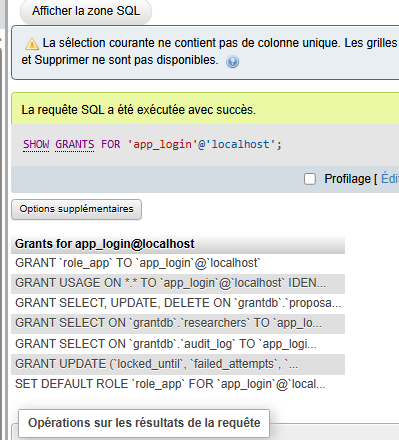 Afficher la zone SQL
La sélection courante ne contient pas de colonne unique. Les grilles
et Supprimer ne sont pas disponibles.
La requête SQL a été exécutée avec succès.
SHOW GRANTS FOR 'app_login'@'localhost';
Profilage [ Édi
Options supplémentaires
Grants for app_login@localhost
GRANT `role_app` TO `app_login`@`localhost`
GRANT USAGE ON *.* TO `app_login`@`localhost` IDEN...
GRANT SELECT, UPDATE, DELETE ON `grantdb`.`proposa...
GRANT SELECT ON `grantdb`.`researchers` TO `app_lo...
GRANT SELECT ON `grantdb`.`audit_log` TO `app_logi...
GRANT UPDATE (`locked_until`, `failed_attempts`, `...
SET DEFAULT ROLE `role_app` FOR `app_login`@`local...
Opérations sur les résultats de la requête